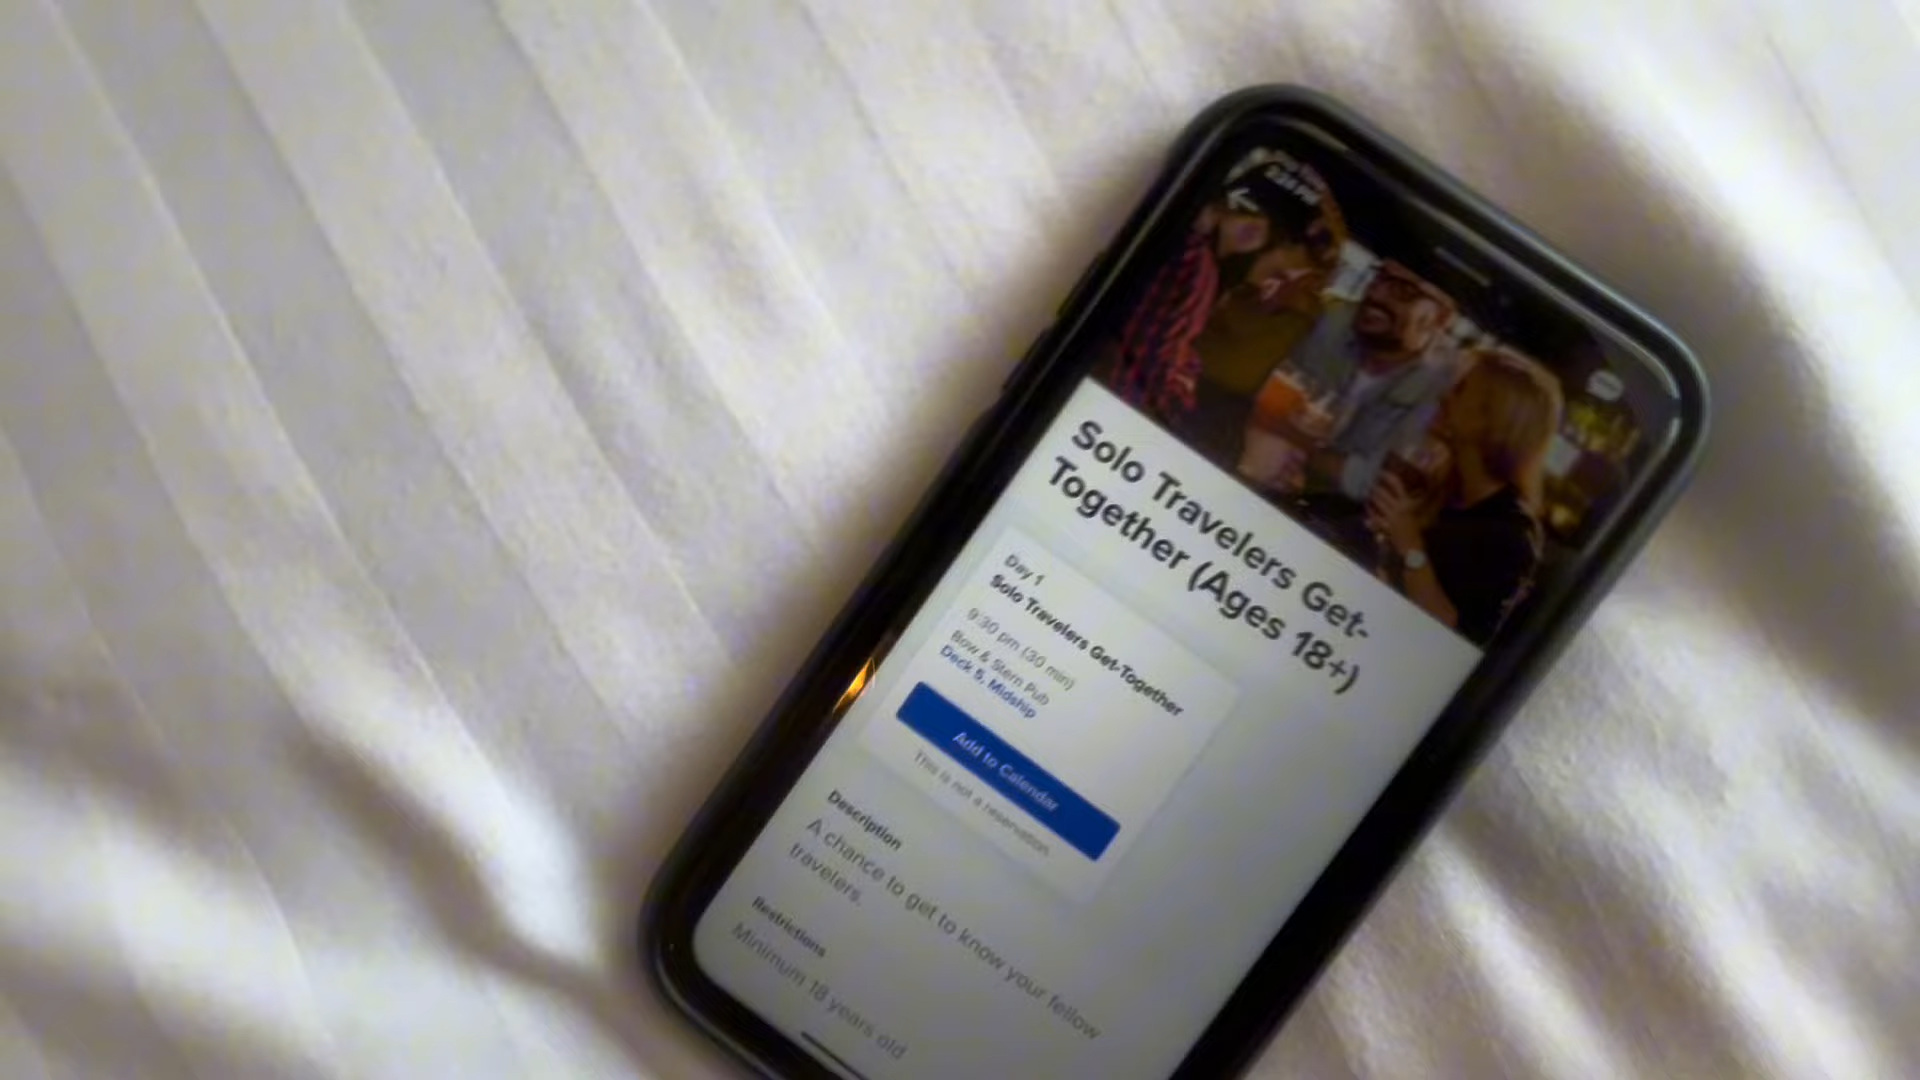 Solo Travelers Get-
Together (Ages 18+)
Day 1
Solo Travelers Get-Together
9:30 pm (30 min)
Bow & Stern Pub
Deck 5, Midship
Add to Calendar
This is not a reservation
Description
A chance to get to know your fellow
travelers.
Restrictions
Minimum 18 years old